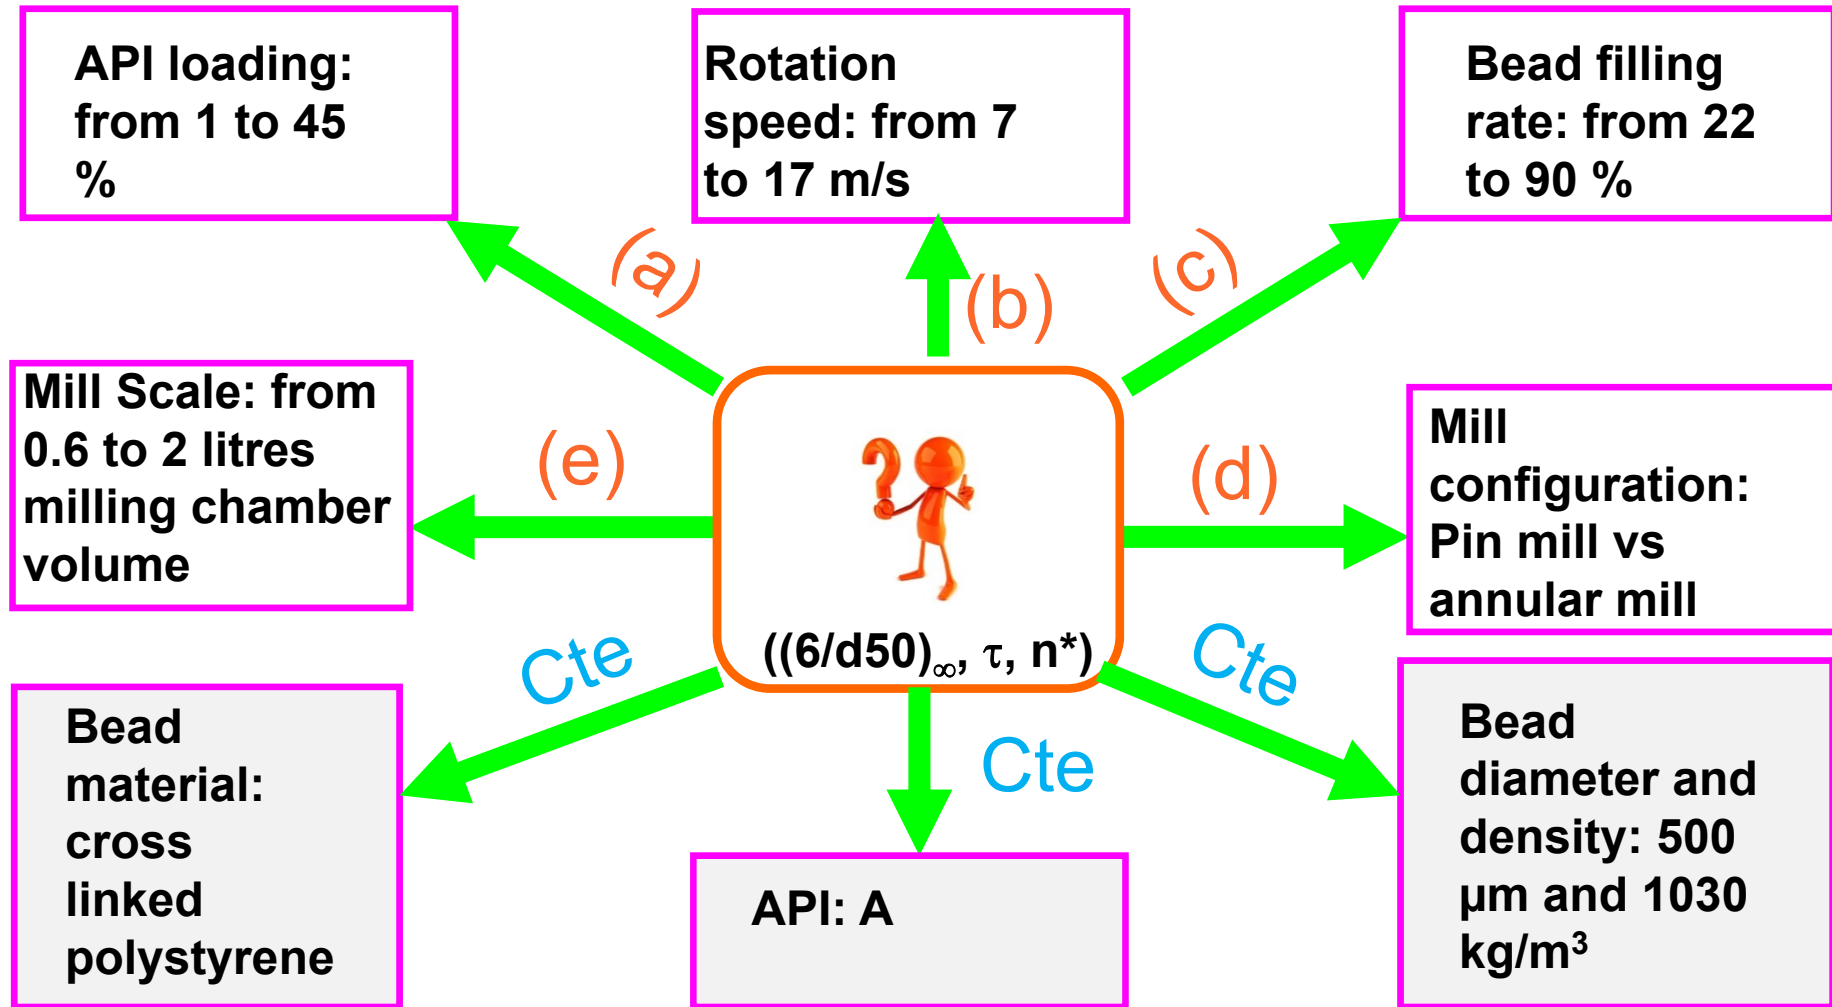 API loading:
from 1 to 45
%
Rotation
speed: from 7
to 17 m/s
Bead filling
rate: from 22
to 90 %
(a)
(b)
(c)
Mill Scale: from
0.6 to 2 litres
milling chamber
volume
(e)
(d)
Mill
configuration:
Pin mill vs
annular mill
?
((6/d50)∞, τ, n*)
Cte
Cte
Cte
Bead
material:
cross
linked
polystyrene
API: A
Bead
diameter and
density: 500
µm and 1030
kg/m³